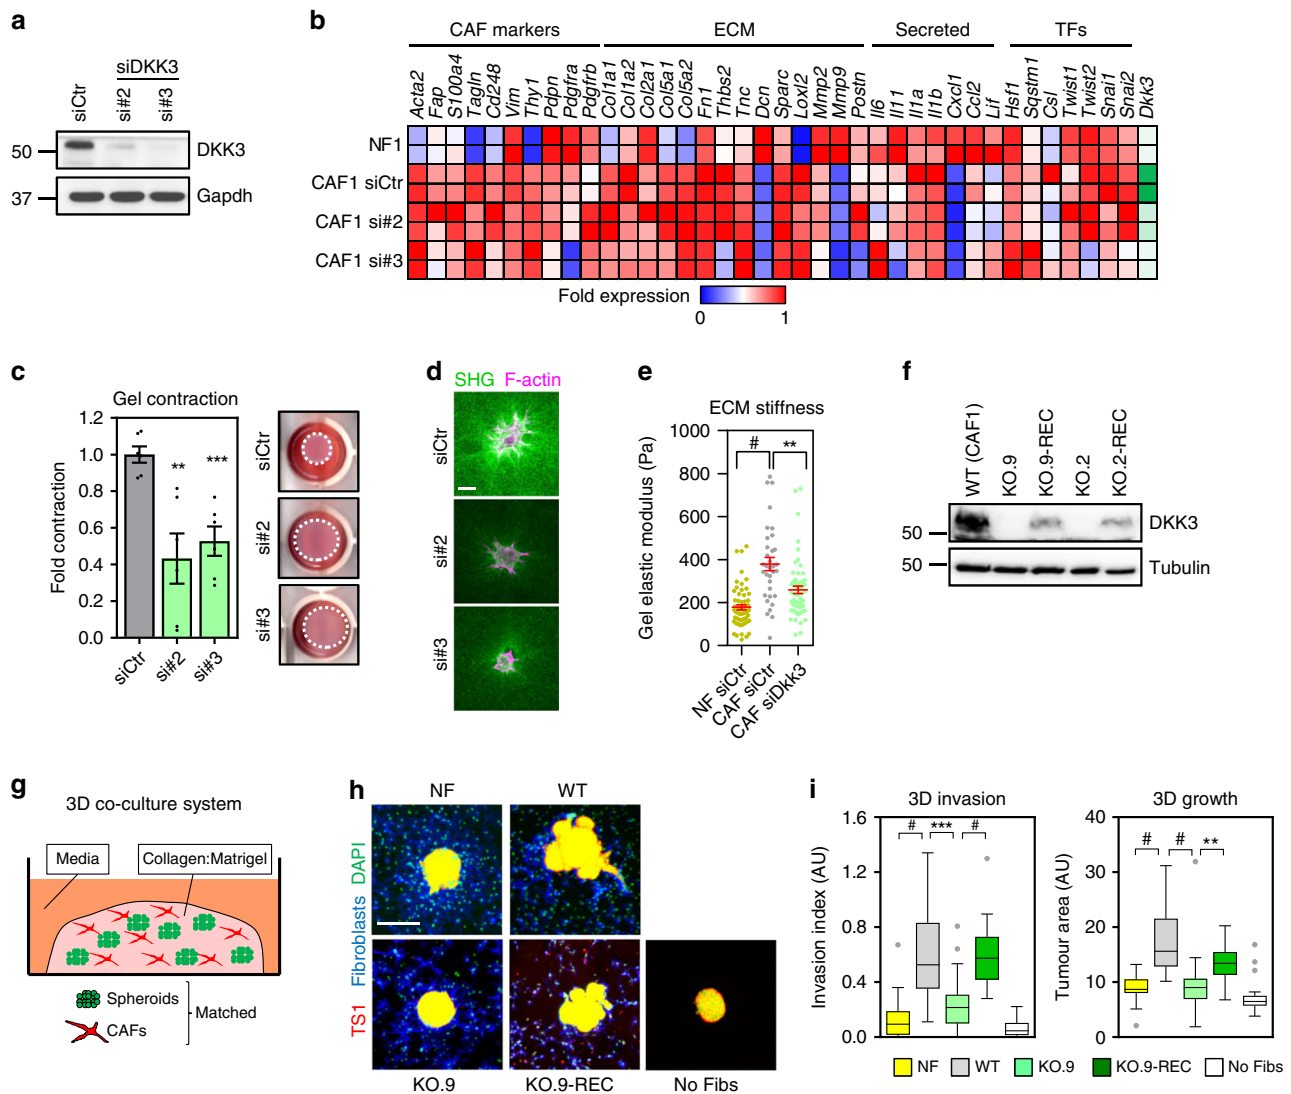 a
siDKK3
siCtr
si#2
si#3
50
DKK3
37
Gapdh
b
CAF markers
ECM
Secreted
TFs
Acta2
Fap
S100a4
Tagln
Cd248
Vim
Thy1
Pdpn
Pdgfra
Pdgfrb
Col1a1
Col1a2
Col2a1
Col5a1
Col5a2
Fn1
Thbs2
Tnc
Dcn
Sparc
Loxl2
Mmp2
Mmp9
Postn
Il6
Il11
Il1a
Il1b
Cxcl1
Ccl2
Lif
Hsf1
Sqstm1
Csl
Twist1
Twist2
Snai1
Snai2
Dkk3
NF1
CAF1 siCtr
CAF1 si#2
CAF1 si#3
Fold expression
0
1
c
Gel contraction
Fold contraction
1.2
1.0
0.8
0.6
0.4
0.2
0.0
**
***
siCtr
si#2
si#3
siCtr
si#2
si#3
d
SHG F-actin
siCtr
si#2
si#3
e
ECM stiffness
Gel elastic modulus (Pa)
1000
800
600
400
200
0
#
**
NF siCtr
CAF siCtr
CAF siDkk3
f
WT (CAF1)
KO.9
KO.9-REC
KO.2
KO.2-REC
50
DKK3
50
Tubulin
g
3D co-culture system
Media
Collagen:Matrigel
Spheroids
CAFs
Matched
h
NF
WT
TS1 Fibroblasts DAPI
KO.9
KO.9-REC
No Fibs
i
3D invasion
Invasion index (AU)
1.6
1.2
0.8
0.4
0.0
#
***
#
3D growth
Tumour area (AU)
40
30
20
10
0
#
#
**
NF
WT
KO.9
KO.9-REC
No Fibs